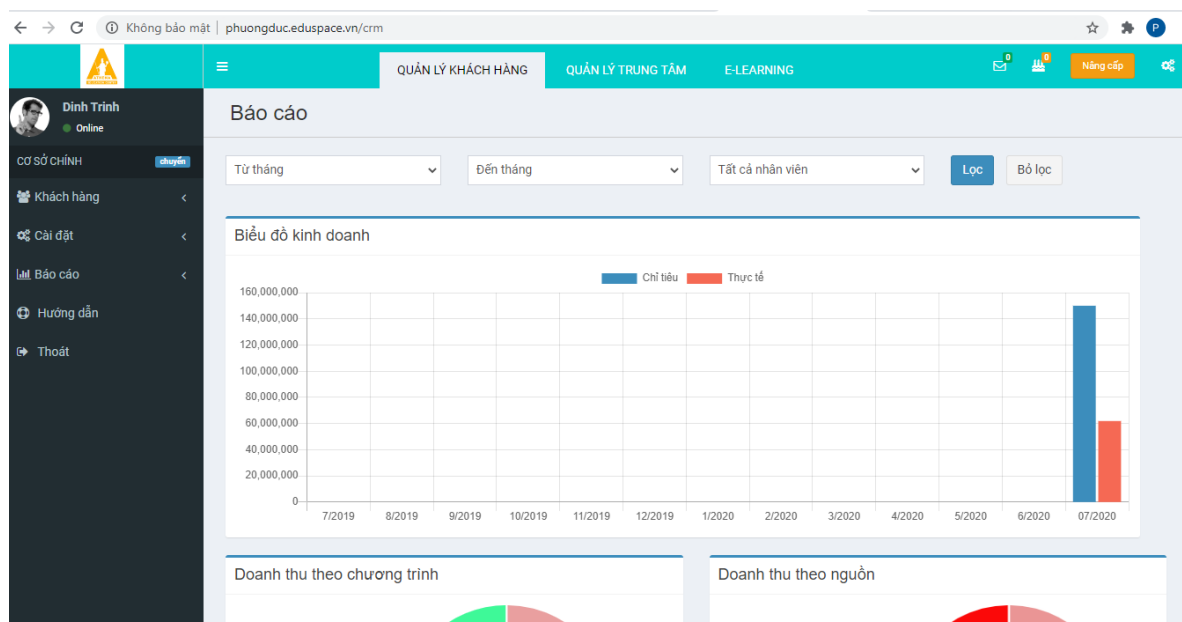 Không bảo mật | phuongduc.eduspace.vn/crm
P
QUẢN LÝ KHÁCH HÀNG QUẢN LÝ TRUNG TÂM E-LEARNING 0 0 Nâng cấp
Dinh Trinh
Online
CƠ SỞ CHÍNH chuyển
Khách hàng
Cài đặt
Báo cáo
Hướng dẫn
Thoát
Báo cáo
Từ tháng Đến tháng Tất cả nhân viên Lọc Bỏ lọc
Biểu đồ kinh doanh
Chỉ tiêu Thực tế
160,000,000
140,000,000
120,000,000
100,000,000
80,000,000
60,000,000
40,000,000
20,000,000
0
7/2019 8/2019 9/2019 10/2019 11/2019 12/2019 1/2020 2/2020 3/2020 4/2020 5/2020 6/2020 07/2020
Doanh thu theo chương trình Doanh thu theo nguồn